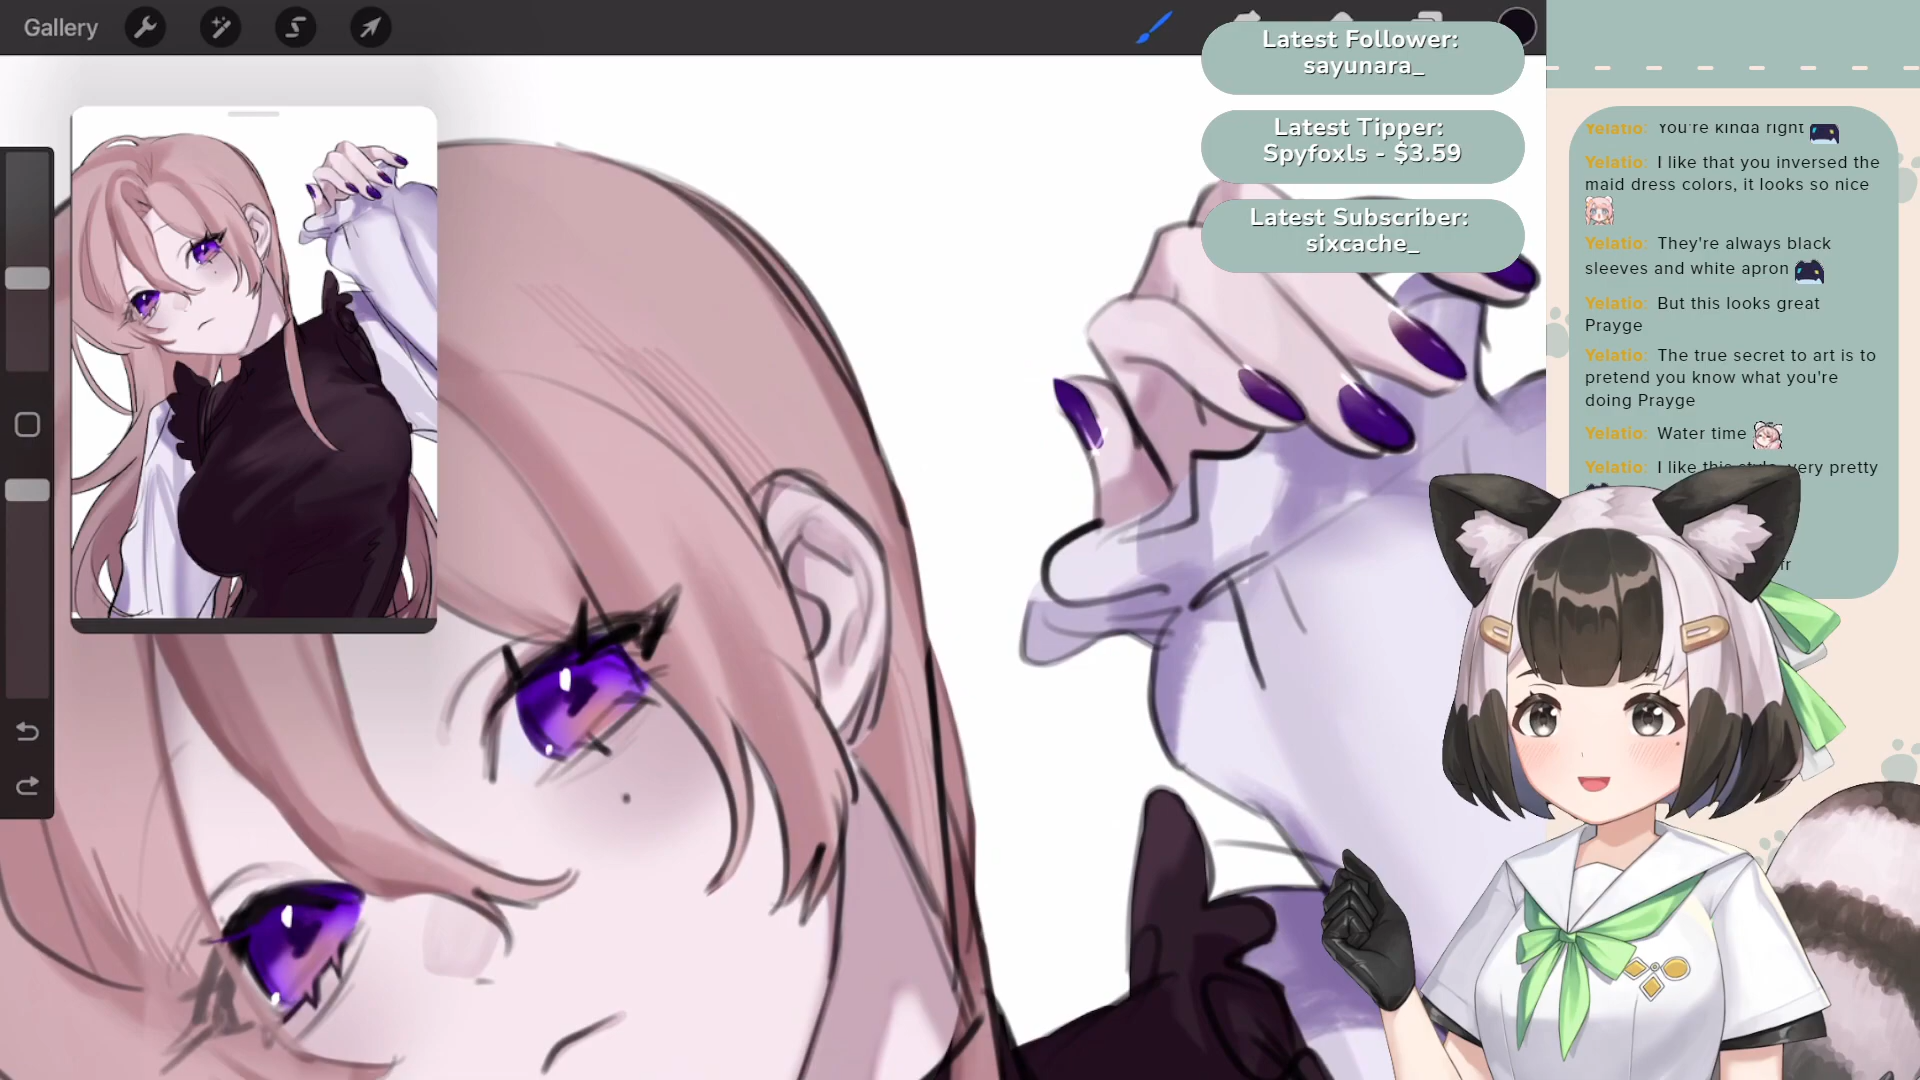 Gallery
Latest Follower:
sayunara_
Latest Tipper:
Spyfoxls - $3.59
Latest Subscriber:
sixcache_
Yelatio: You're kinda right
Yelatio: I like that you inversed the
maid dress colors, it looks so nice
Yelatio: They're always black
sleeves and white apron
Yelatio: But this looks great
Prayge
Yelatio: The true secret to art is to
pretend you know what you're
doing Prayge
Yelatio: Water time
Yelatio: I like this style, very pretty